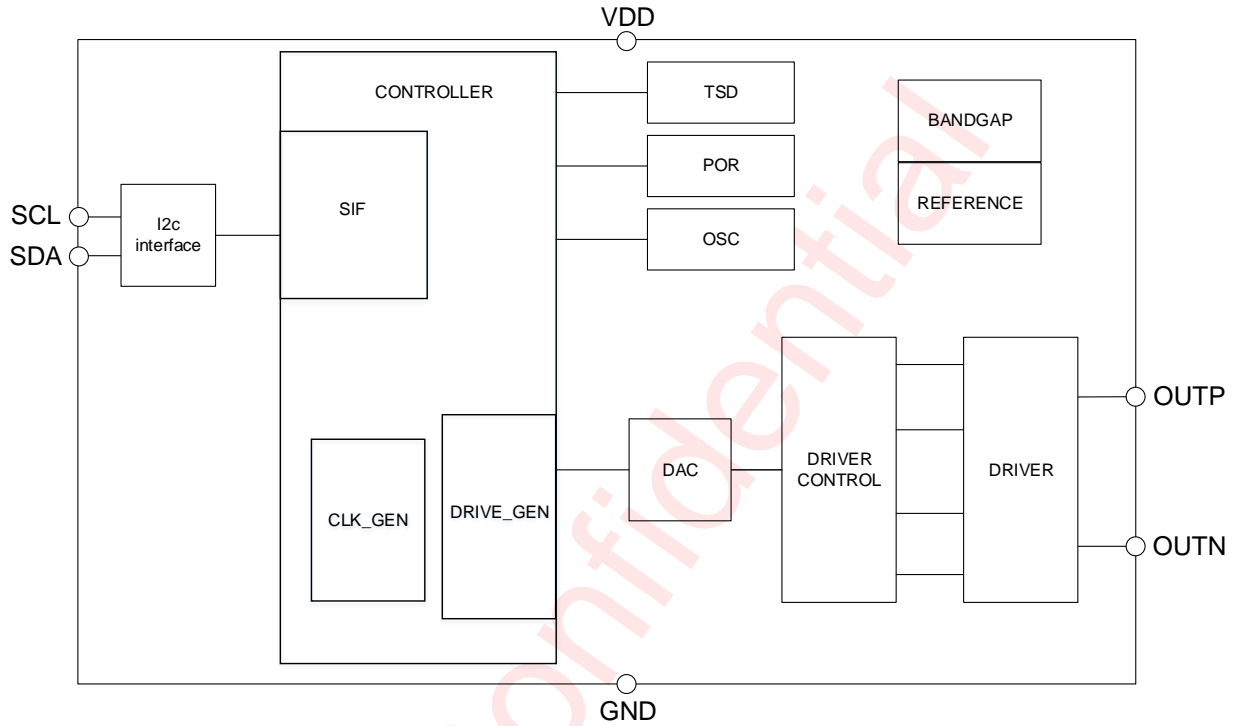 VDD
CONTROLLER
TSD
BANDGAP
POR
REFERENCE
SIF
OSC
SCL
SDA
I2c
interface
OUTP
DAC
DRIVER
CONTROL
DRIVER
CLK_GEN
DRIVE_GEN
OUTN
GND
onfidential